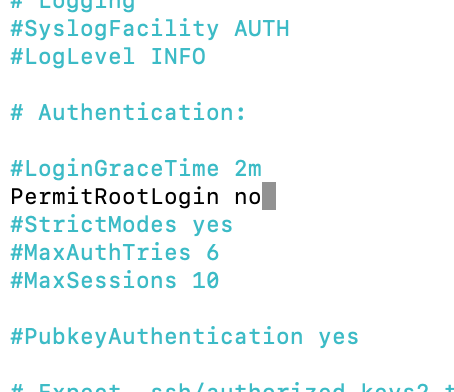 # Logging
#SyslogFacility AUTH
#LogLevel INFO
# Authentication:
#LoginGraceTime 2m
PermitRootLogin no
#StrictModes yes
#MaxAuthTries 6
#MaxSessions 10
#PubkeyAuthentication yes
# Expect .ssh/authorized_keys2